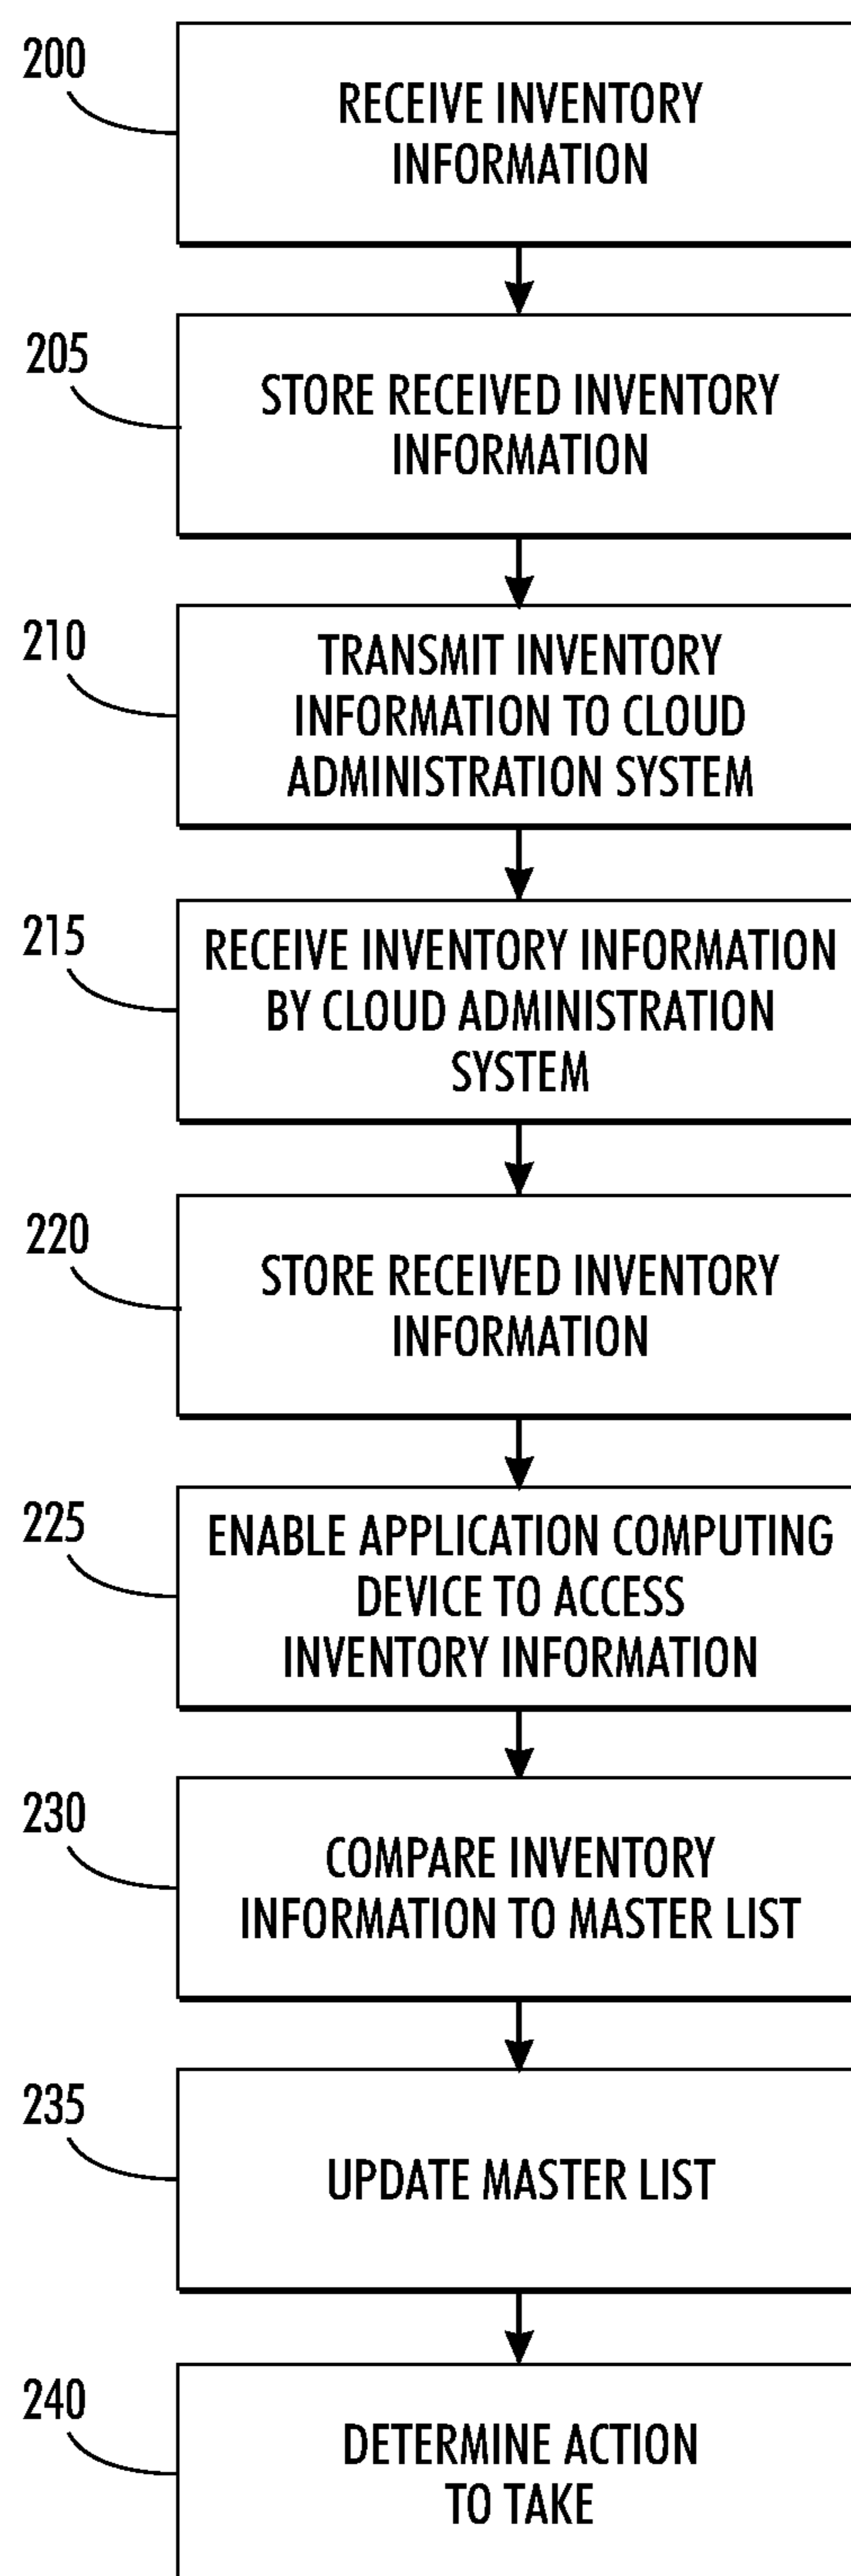 200
RECEIVE INVENTORY
INFORMATION
205
STORE RECEIVED INVENTORY
INFORMATION
210
TRANSMIT INVENTORY
INFORMATION TO CLOUD
ADMINISTRATION SYSTEM
215
RECEIVE INVENTORY INFORMATION
BY CLOUD ADMINISTRATION
SYSTEM
220
STORE RECEIVED INVENTORY
INFORMATION
225
ENABLE APPLICATION COMPUTING
DEVICE TO ACCESS
INVENTORY INFORMATION
230
COMPARE INVENTORY
INFORMATION TO MASTER LIST
235
UPDATE MASTER LIST
240
DETERMINE ACTION
TO TAKE